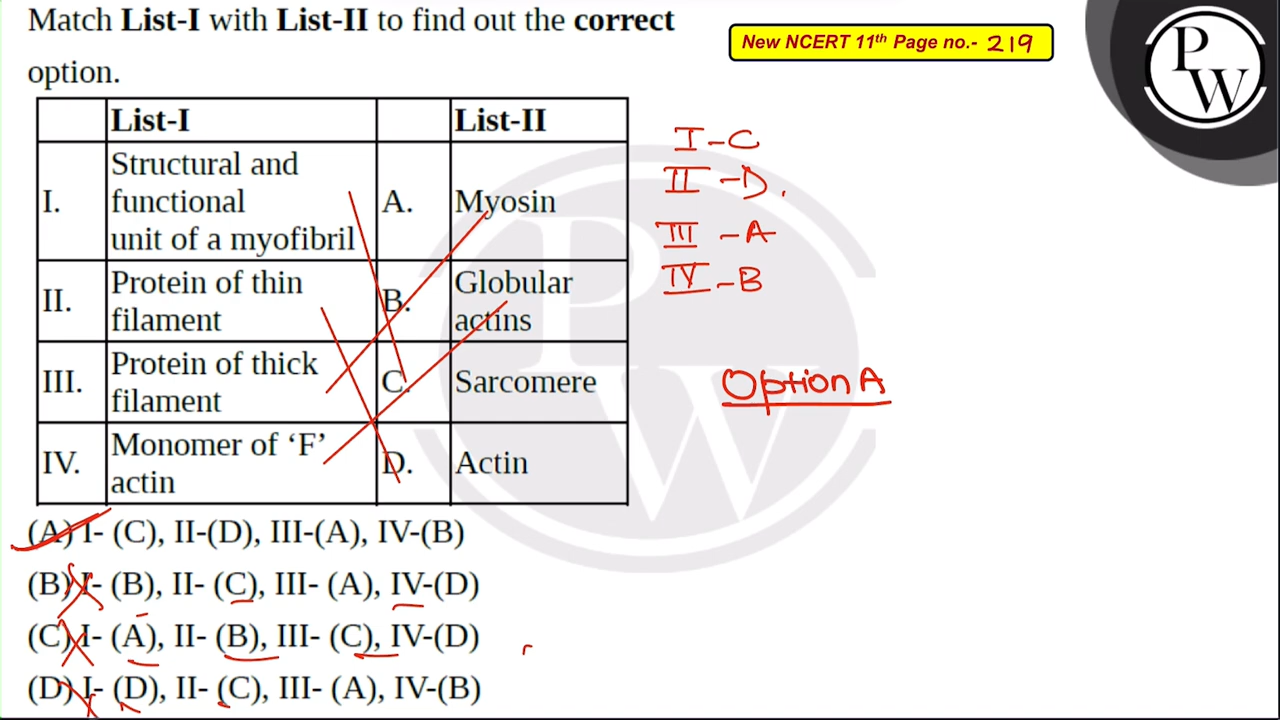 Match List-I with List-II to find out the correct
option.
New NCERT 11th Page no.- 219
P
W
List-I
List-II
I.
Structural and
functional
unit of a myofibril
A.
Myosin
II.
Protein of thin
filament
B.
Globular
actins
III.
Protein of thick
filament
C.
Sarcomere
IV.
Monomer of ‘F’
actin
D.
Actin
I - C
II - D.
III - A
IV - B
Option A
(A) I- (C), II-(D), III-(A), IV-(B)
(B) I- (B), II- (C), III- (A), IV-(D)
(C) I- (A), II- (B), III- (C), IV-(D)
(D) I- (D), II- (C), III- (A), IV-(B)
P
W